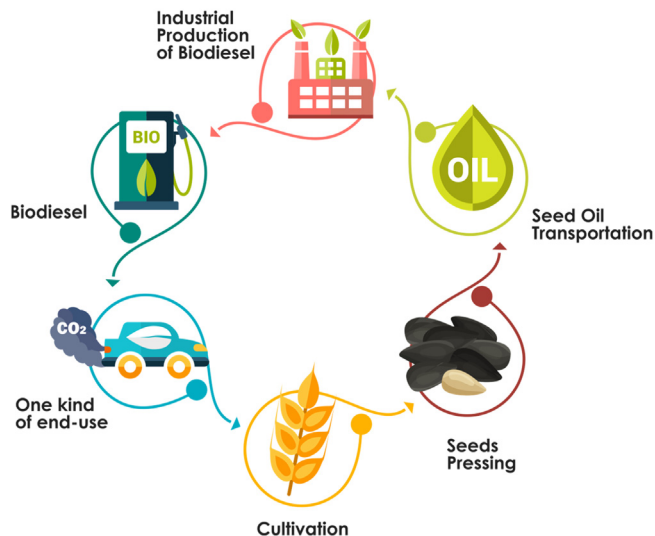 Industrial
Production
of Biodiesel
BIO
OIL
Biodiesel
Seed Oil
Transportation
CO₂
One kind
of end-use
Seeds
Pressing
Cultivation